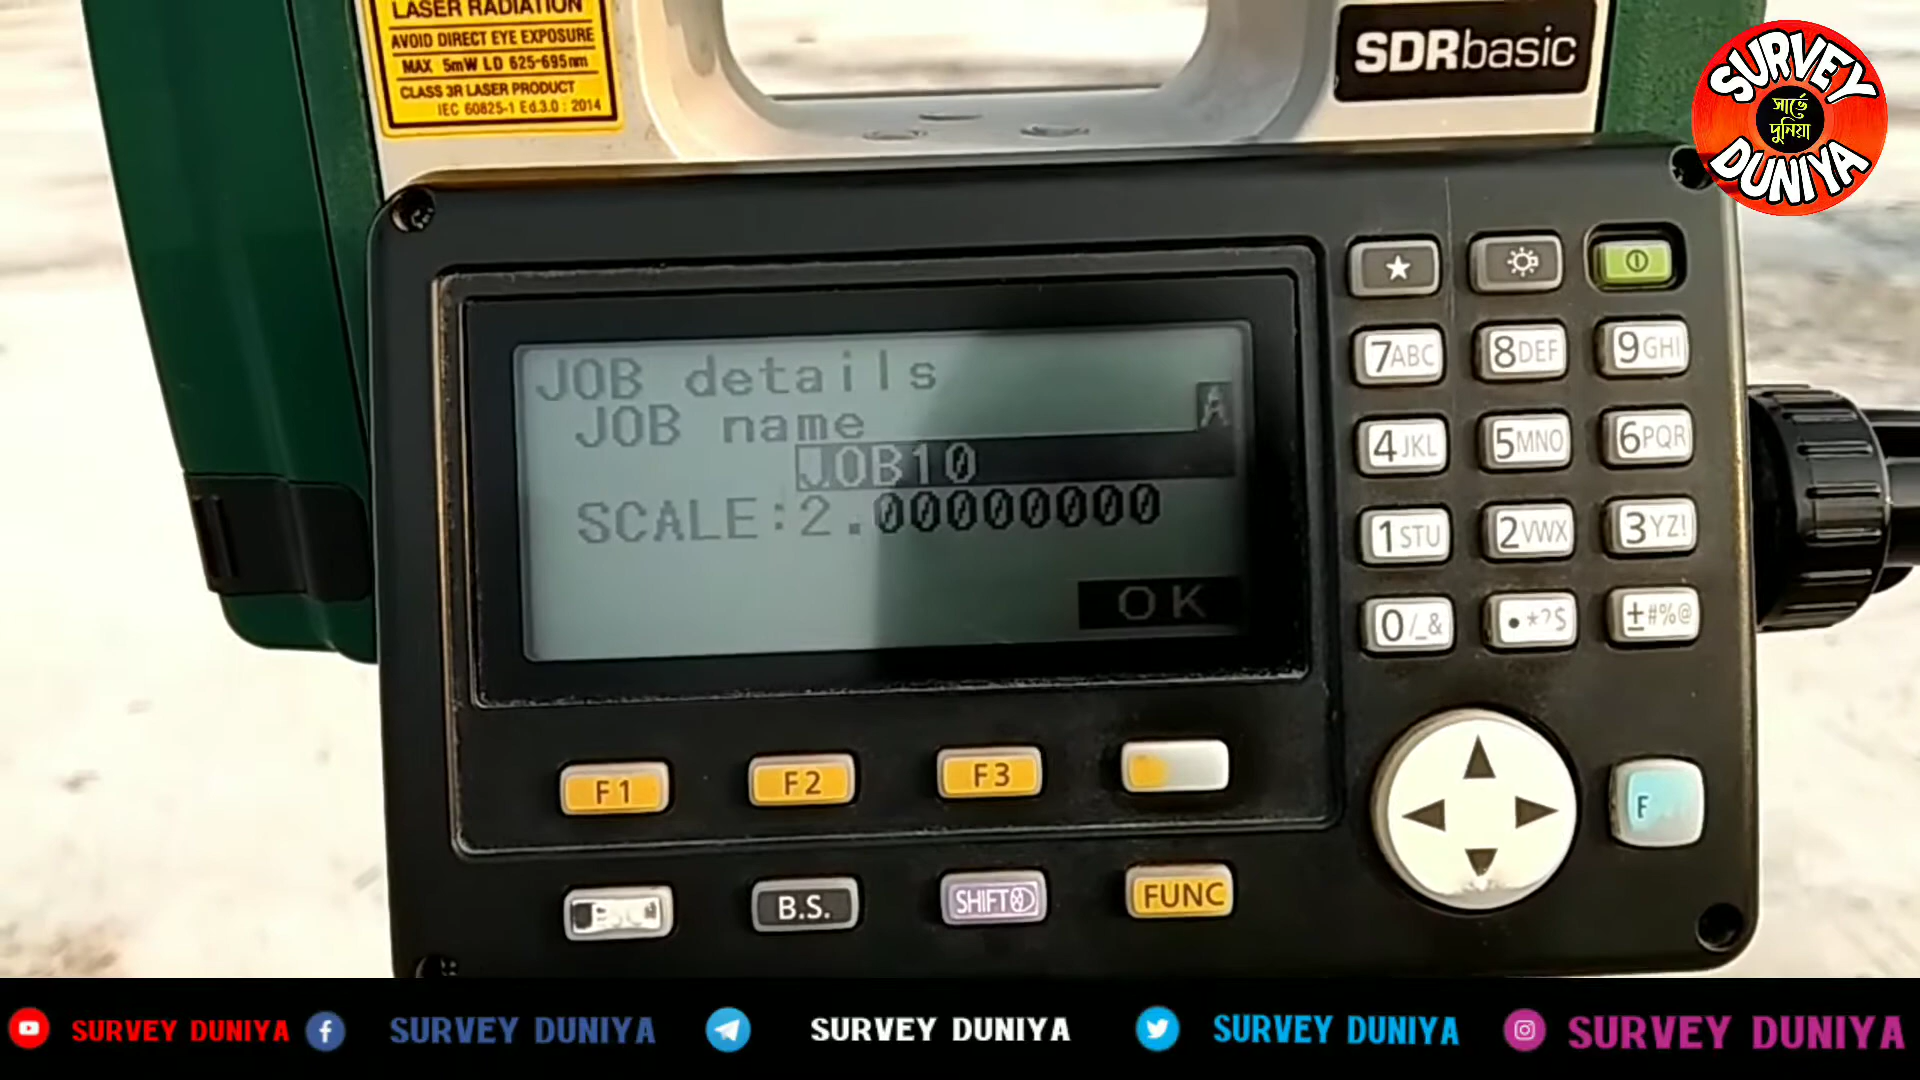 LASER RADIATION
AVOID DIRECT EYE EXPOSURE
MAX 5mW LD 625-695nm
CLASS 3R LASER PRODUCT
IEC 60825-1 Ed.3.0 : 2014
SDRbasic
SURVEY
সার্ভে
দুনিয়া
DUNIYA
JOB details
A
JOB name
JOB10
SCALE:2.00000000
OK
7ABC 8DEF 9GHI
4JKL 5MNO 6PQR
1STU 2VWX 3YZ!
0/_& •*?$ ±#%@
F1 F2 F3
B.S. SHIFT FUNC
SURVEY DUNIYA SURVEY DUNIYA SURVEY DUNIYA SURVEY DUNIYA SURVEY DUNIYA